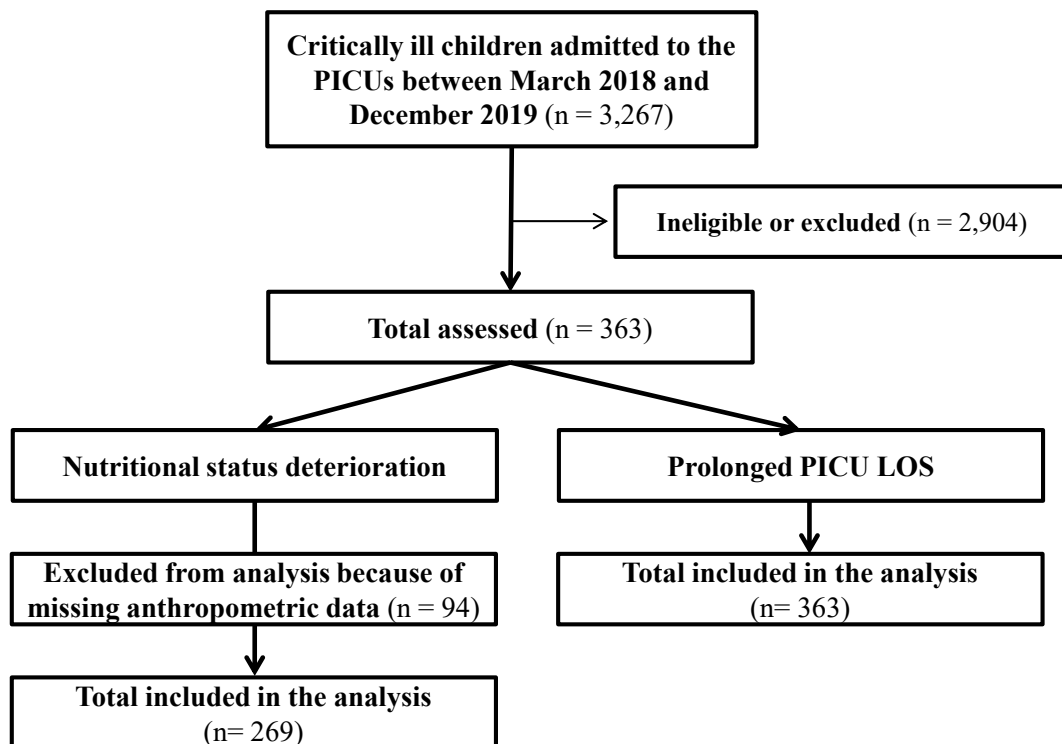 Critically ill children admitted to the
PICUs between March 2018 and
December 2019 (n = 3,267)
Ineligible or excluded (n = 2,904)
Total assessed (n = 363)
Nutritional status deterioration
Prolonged PICU LOS
Excluded from analysis because of
missing anthropometric data (n = 94)
Total included in the analysis
(n= 363)
Total included in the analysis
(n= 269)